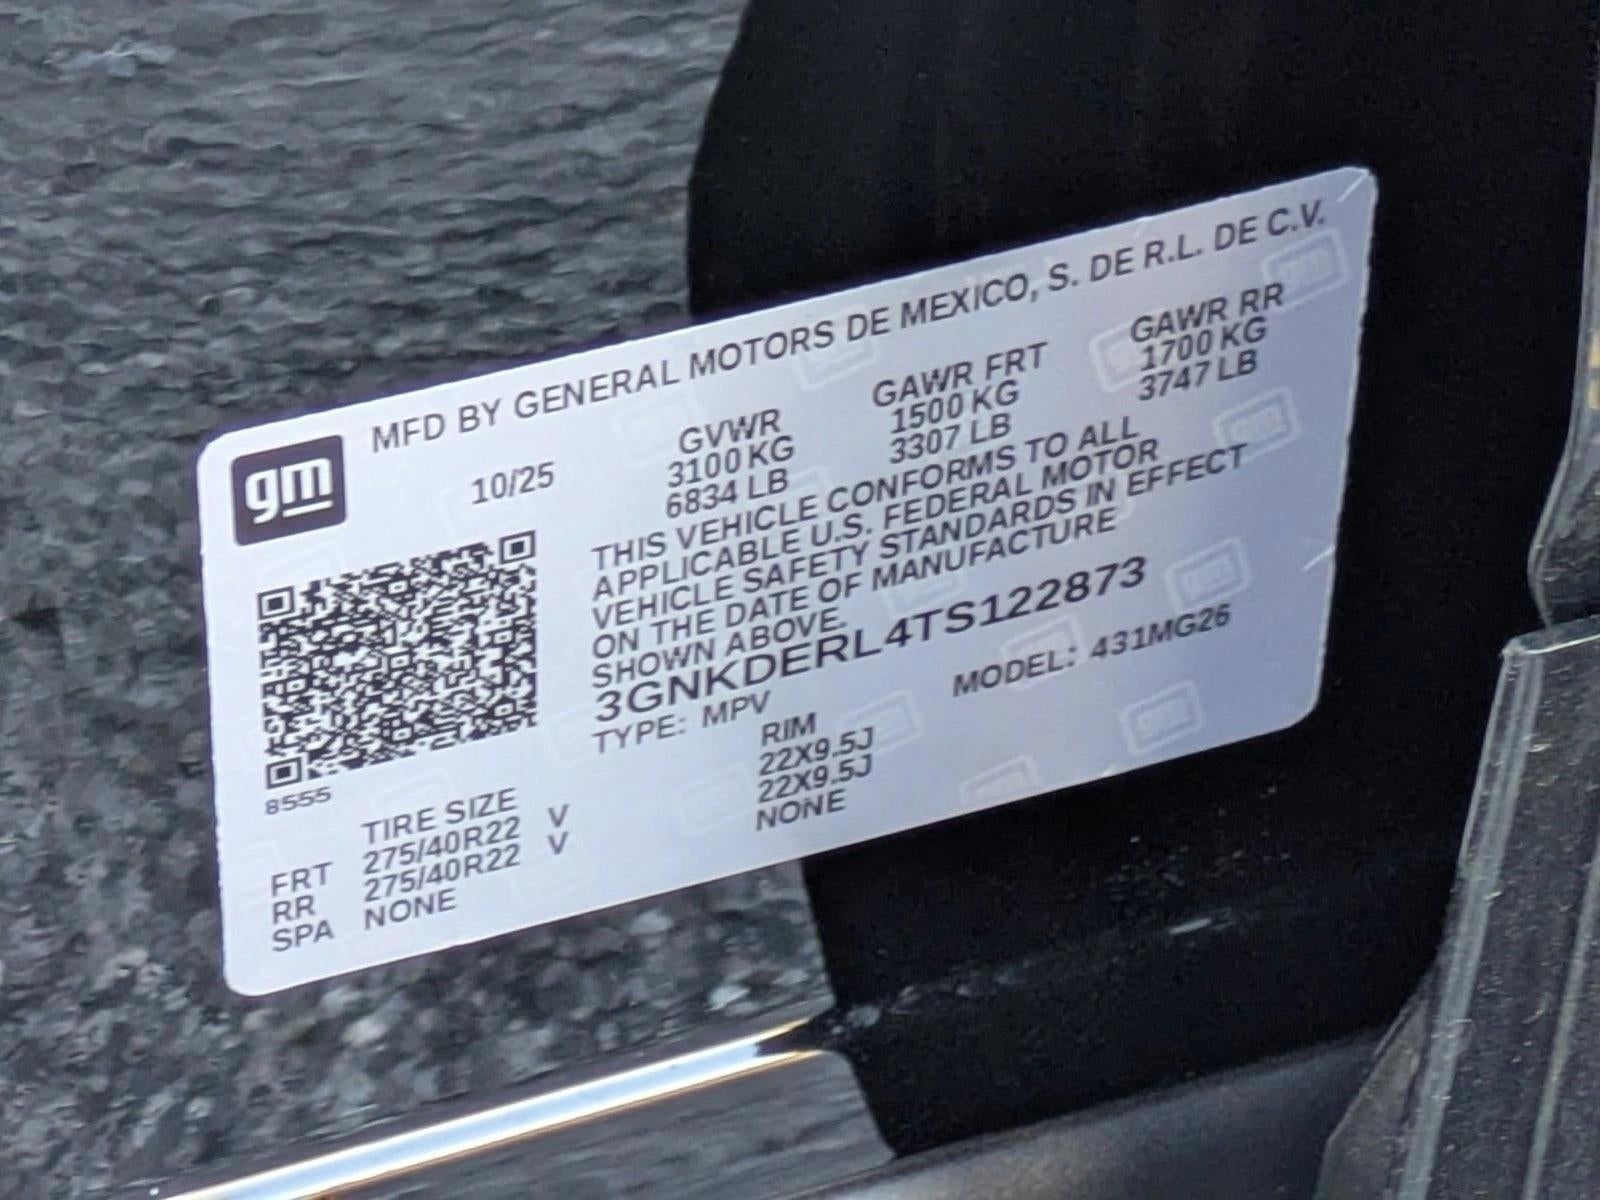 gm
MFD BY GENERAL MOTORS DE MEXICO, S. DE R.L. DE C.V.
10/25
GVWR GAWR FRT GAWR RR
3100 KG 1500 KG 1700 KG
6834 LB 3307 LB 3747 LB
THIS VEHICLE CONFORMS TO ALL
APPLICABLE U.S. FEDERAL MOTOR
VEHICLE SAFETY STANDARDS IN EFFECT
ON THE DATE OF MANUFACTURE
SHOWN ABOVE.
3GNKDERL4TS122873
TYPE: MPV MODEL: 431MG26
8555
TIRE SIZE RIM
FRT 275/40R22 V 22X9.5J
RR 275/40R22 V 22X9.5J
SPA NONE NONE